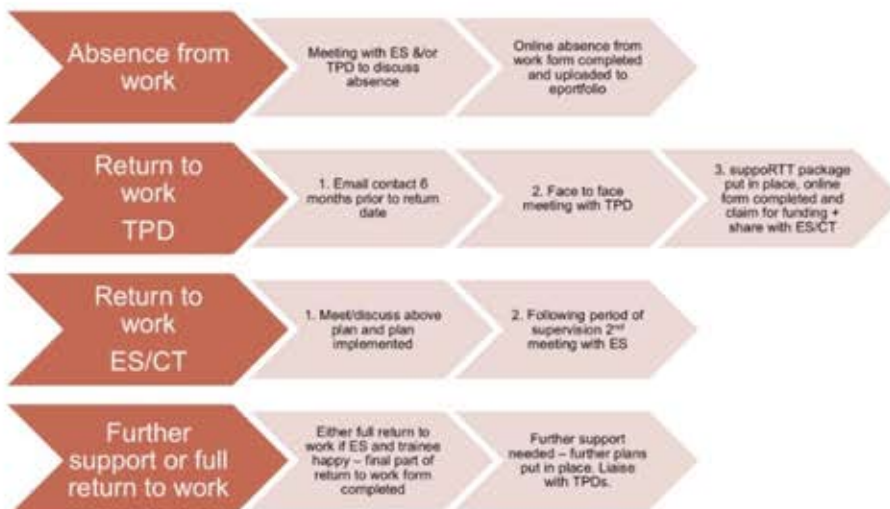 Absence from
work
Meeting with ES &/or
TPD to discuss
absence
Online absence from
work form completed
and uploaded to
eportfolio
Return to
work
TPD
1. Email contact 6
months prior to return
date
2. Face to face
meeting with TPD
3. suppoRTT package
put in place, online
form completed and
claim for funding +
share with ES/CT
Return to
work
ES/CT
1. Meet/discuss above
plan and plan
implemented
2. Following period of
supervision 2nd
meeting with ES
Further
support or full
return to work
Either full return to
work if ES and trainee
happy – final part of
return to work form
completed
Further support
needed – further plans
put in place. Liaise
with TPDs.